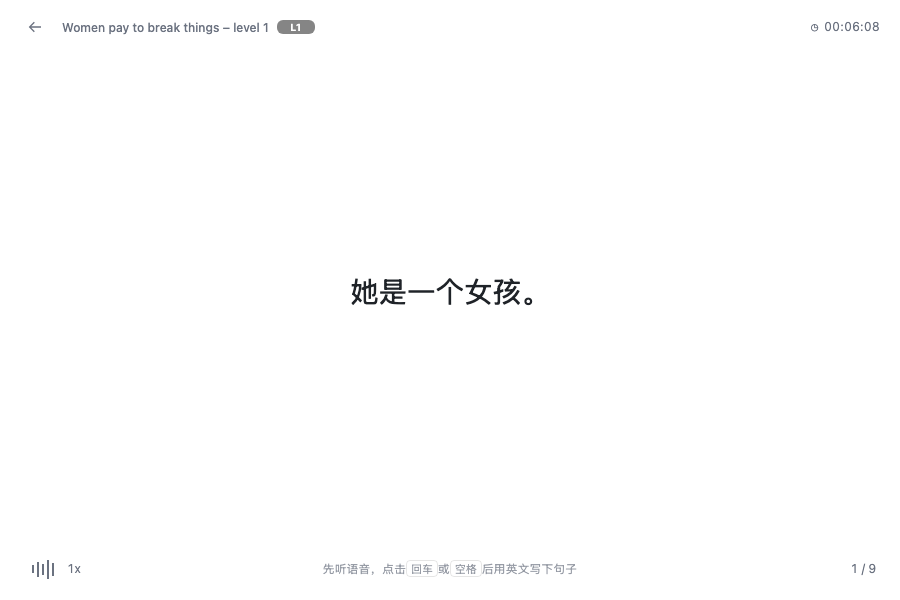 Women pay to break things – level 1 L1
00:06:08
她是一个女孩。
1x
先听语音，点击 回车 或 空格 后用英文写下句子
1 / 9